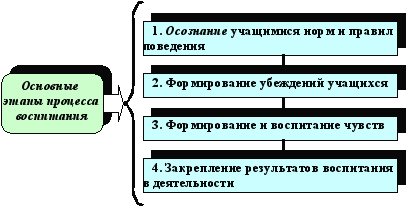 Основные
этапы процесса
воспитания
1. Осознание учащимися норм и правил
поведения
2. Формирование убеждений учащихся
3. Формирование и воспитание чувств
4. Закрепление результатов воспитания
в деятельности